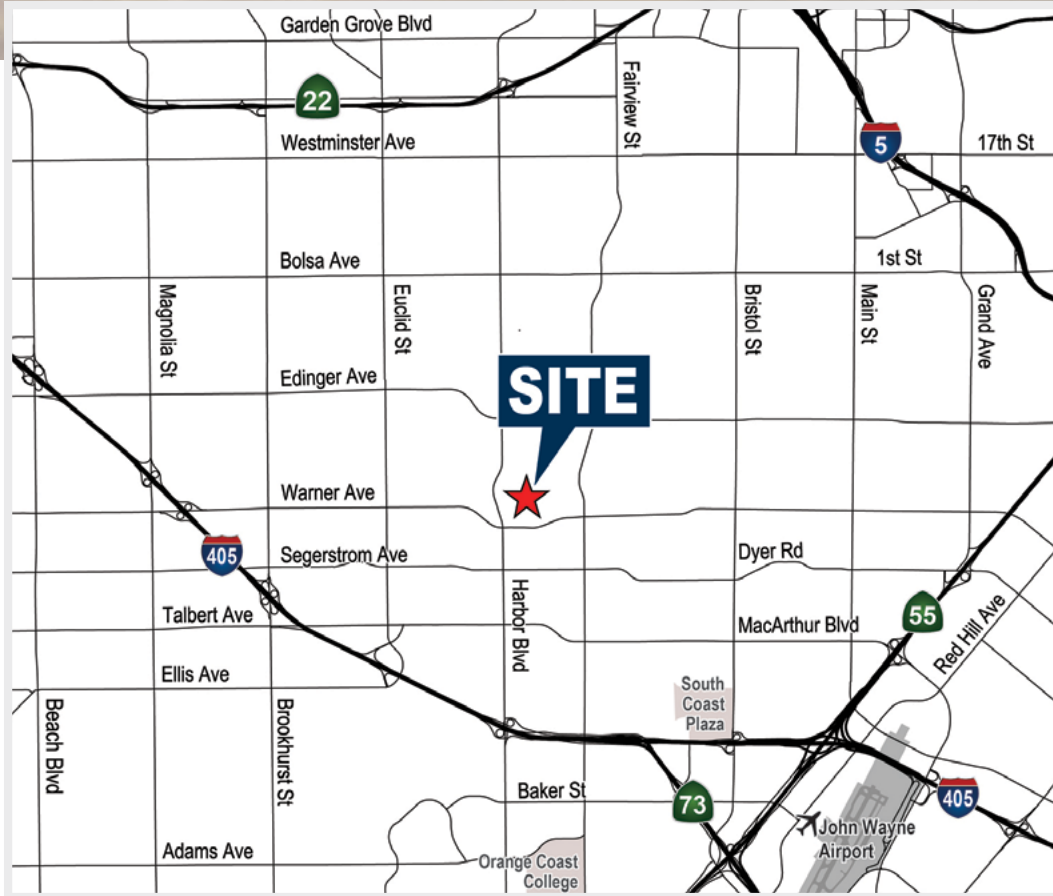 Garden Grove Blvd
Fairview St
22
Westminster Ave
5
17th St
Bolsa Ave
1st St
Magnolia St
Euclid St
Bristol St
Main St
Grand Ave
Edinger Ave
SITE
Warner Ave
405
Segerstrom Ave
Dyer Rd
Harbor Blvd
Talbert Ave
MacArthur Blvd
55
Red Hill Ave
Ellis Ave
South
Coast
Plaza
Beach Blvd
Brookhurst St
Baker St
73
405
John Wayne
Airport
Adams Ave
Orange Coast
College